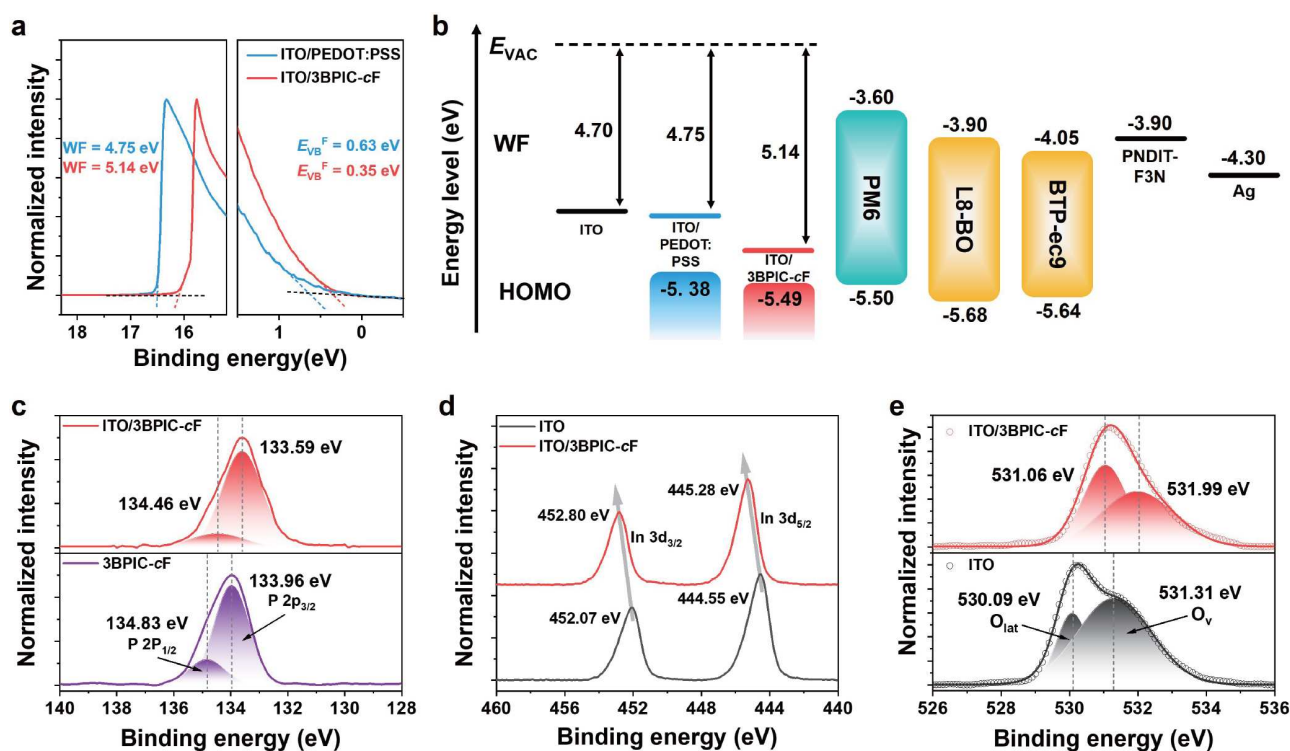 a
Normalized intensity
ITO/PEDOT:PSS
ITO/3BPIC-cF
WF = 4.75 eV
WF = 5.14 eV
E_VB^F = 0.63 eV
E_VB^F = 0.35 eV
18 17 16 1 0
Binding energy(eV)
b
Energy level (eV)
E_VAC
WF
HOMO
4.70
4.75
5.14
ITO
ITO/
PEDOT:
PSS
-5. 38
ITO/
3BPIC-cF
-5.49
-3.60
PM6
-5.50
-3.90
L8-BO
-5.68
-4.05
BTP-ec9
-5.64
-3.90
PNDIT-
F3N
-4.30
Ag
c
Normalized intensity
ITO/3BPIC-cF
133.59 eV
134.46eV
3BPIC-cF
133.96 eV
P 2p3/2
134.83 eV
P 2P1/2
140 138 136 134 132 130 128
Binding energy (eV)
d
Normalized intensity
ITO
ITO/3BPIC-cF
452.80 eV
In 3d3/2
445.28 eV
In 3d5/2
452.07 eV
444.55 eV
460 456 452 448 444 440
Binding energy (eV)
e
Normalized intensity
ITO/3BPIC-cF
531.06 eV
531.99 eV
ITO
530.09 eV
Olat
531.31 eV
Ov
526 528 530 532 534 536
Binding energy (eV)